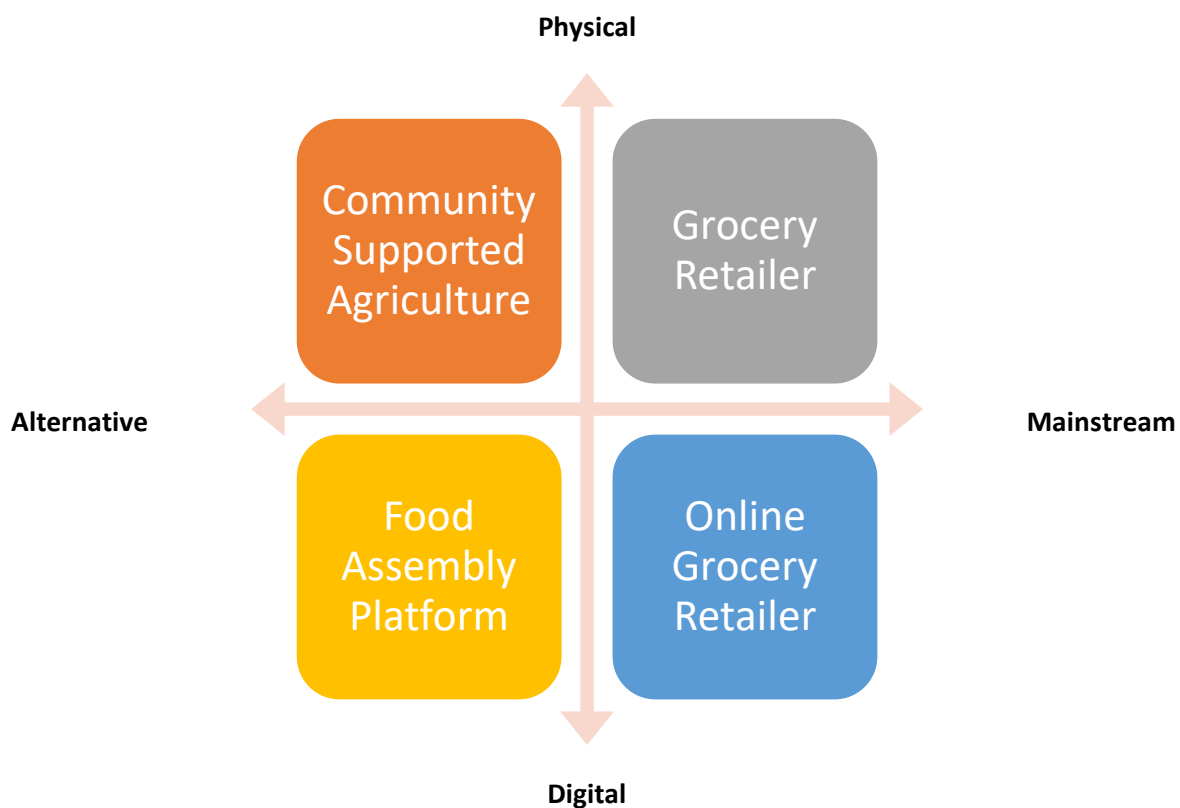 Physical
Community
Supported
Agriculture
Grocery
Retailer
Alternative
Mainstream
Food
Assembly
Platform
Online
Grocery
Retailer
Digital